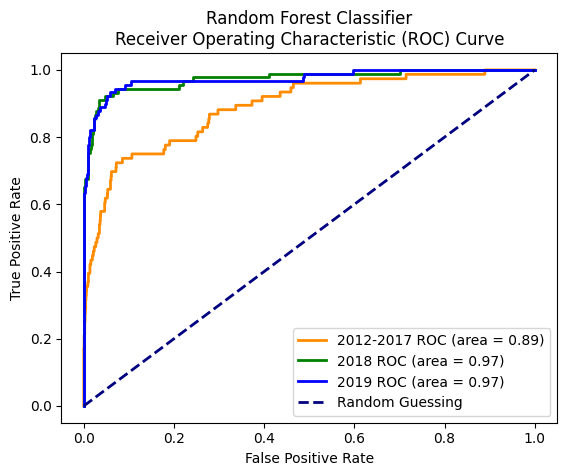 Random Forest Classifier
Receiver Operating Characteristic (ROC) Curve
True Positive Rate
1.0
0.8
0.6
0.4
0.2
0.0
2012-2017 ROC (area = 0.89)
2018 ROC (area = 0.97)
2019 ROC (area = 0.97)
Random Guessing
0.0 0.2 0.4 0.6 0.8 1.0
False Positive Rate